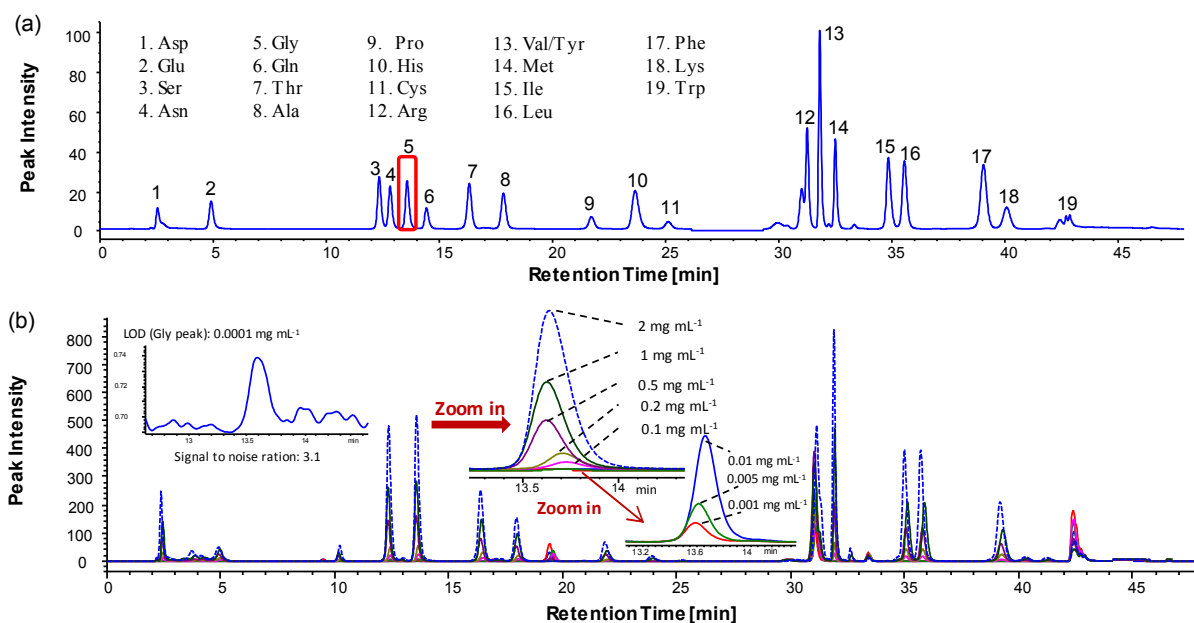 (a)
100
80
60
40
20
0
Peak Intensity
1. Asp 5. Gly 9. Pro 13. Val/Tyr 17. Phe
2. Glu 6. Gln 10. His 14. Met 18. Lys
3. Ser 7. Thr 11. Cys 15. Ile 19. Trp
4. Asn 8. Ala 12. Arg 16. Leu
1 2 3 4 5 6 7 8 9 10 11 12 13 14 15 16 17 18 19
0 5 10 15 20 25 30 35 40 45
Retention Time [min]
(b)
800
700
600
500
400
300
200
100
0
Peak Intensity
LOD (Gly peak): 0.0001 mg mL-1
0.74
0.72
0.70
13 13.5 14 min
Signal to noise ration: 3.1
Zoom in
2 mg mL-1
1 mg mL-1
0.5 mg mL-1
0.2 mg mL-1
0.1 mg mL-1
13.5 14 min
Zoom in
0.01 mg mL-1
0.005 mg mL-1
0.001 mg mL-1
13.2 13.6 14 min
0 5 10 15 20 25 30 35 40 45
Retention Time [min]